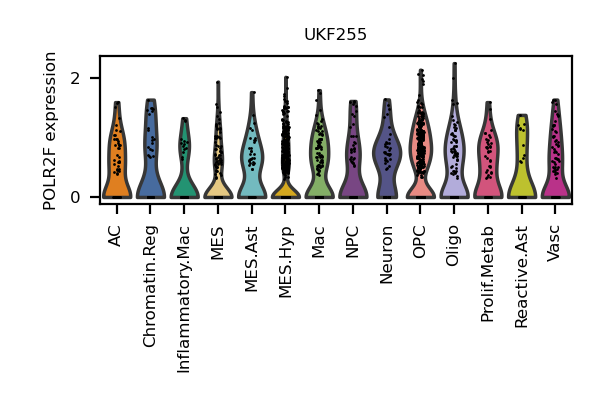 UKF255
POLR2F expression
2
0
AC
Chromatin.Reg
Inflammatory.Mac
MES
MES.Ast
MES.Hyp
Mac
NPC
Neuron
OPC
Oligo
Prolif.Metab
Reactive.Ast
Vasc